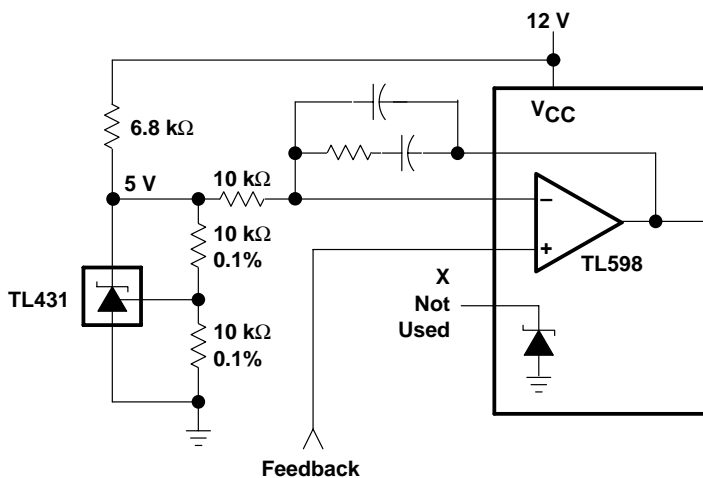 12 V
VCC
6.8 kΩ
5 V
10 kΩ
10 kΩ
0.1%
TL431
10 kΩ
0.1%
−
+
TL598
X
Not
Used
Feedback